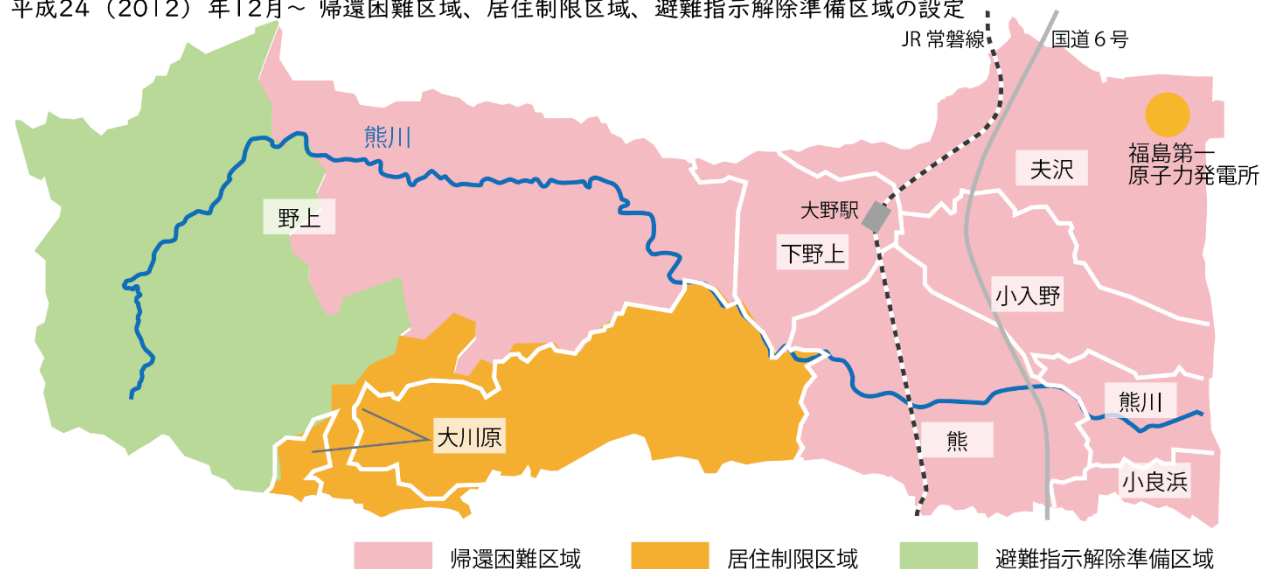 平成24（2012）年12月～ 帰還困難区域、居住制限区域、避難指示解除準備区域の設定
JR 常磐線
国道６号
熊川
福島第一
原子力発電所
夫沢
野上
大野駅
下野上
小入野
熊川
大川原
熊
小良浜
帰還困難区域
居住制限区域
避難指示解除準備区域